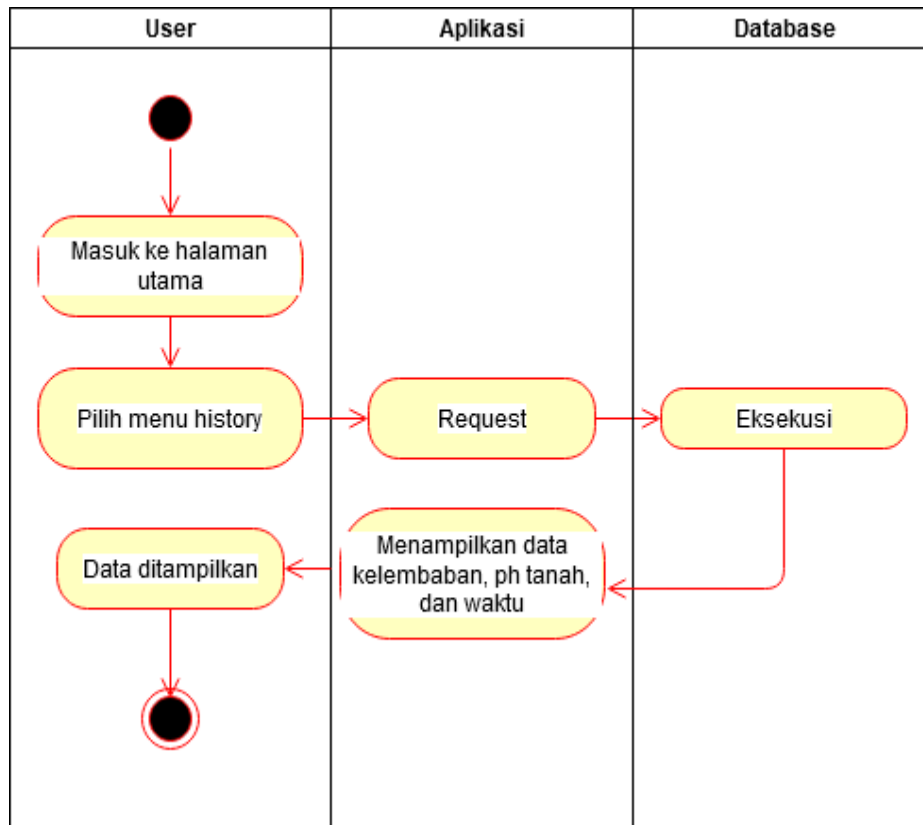 User
Aplikasi
Database
Masuk ke halaman
utama
Pilih menu history
Request
Eksekusi
Menampilkan data
kelembaban, ph tanah,
dan waktu
Data ditampilkan